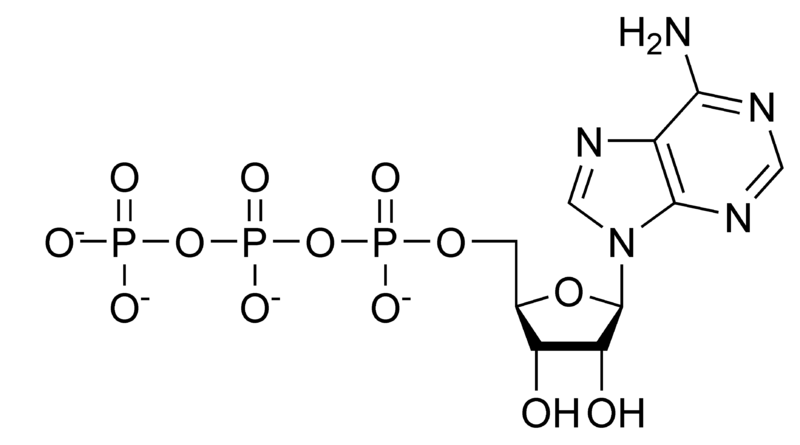 H₂N
N
N
O O O
O⁻ P O P O P O N N
O
O⁻ O⁻ O⁻
OH OH